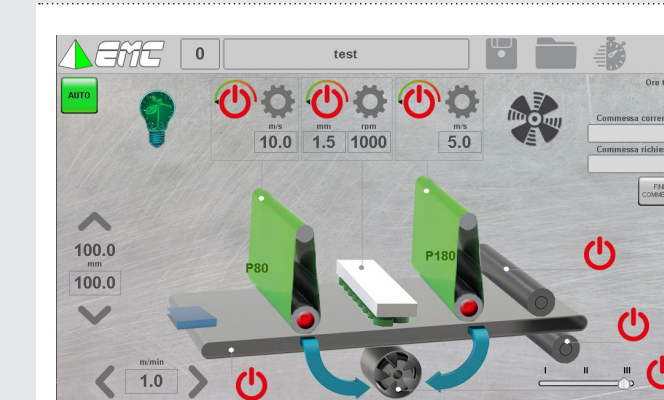 EMC
0
test
AUTO
Ore t
m/s
10.0
mm
1.5
rpm
1000
m/s
5.0
Commessa corren
Commessa richies
FINE
COMME
P80
P180
100.0
mm
100.0
m/min
1.0
I II III